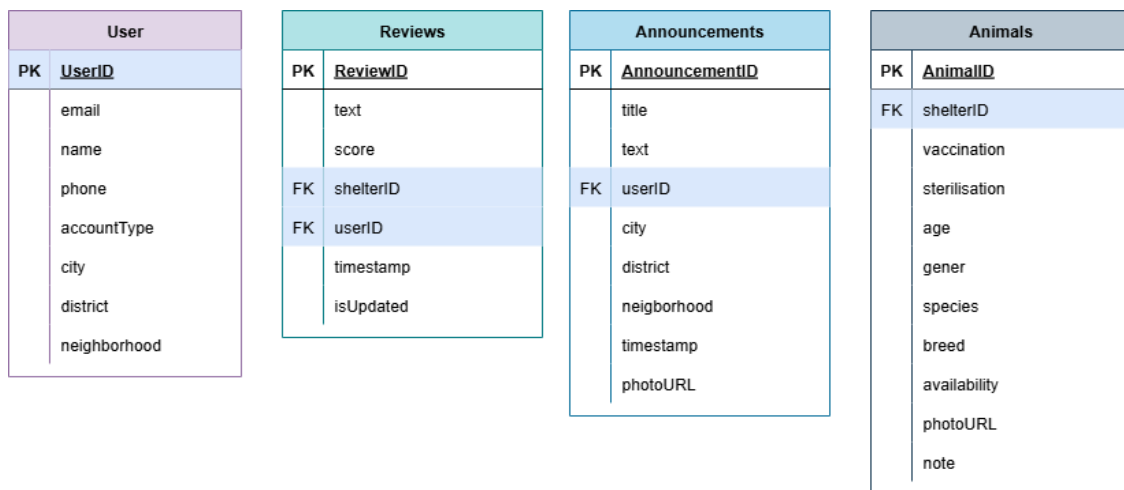 User
PK UserID
email
name
phone
accountType
city
district
neighborhood
Reviews
PK ReviewID
text
score
FK shelterID
FK userID
timestamp
isUpdated
Announcements
PK AnnouncementID
title
text
FK userID
city
district
neigborhood
timestamp
photoURL
Animals
PK AnimalID
FK shelterID
vaccination
sterilisation
age
gener
species
breed
availability
photoURL
note